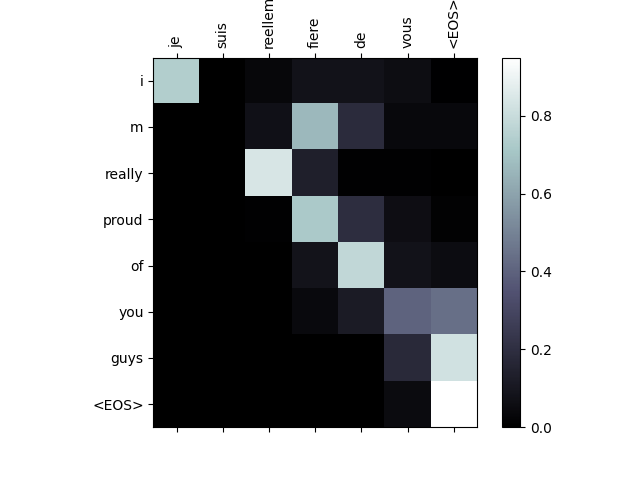 je suis reellem fiere de vous <EOS>
i
m
really
proud
of
you
guys
<EOS>
0.8
0.6
0.4
0.2
0.0